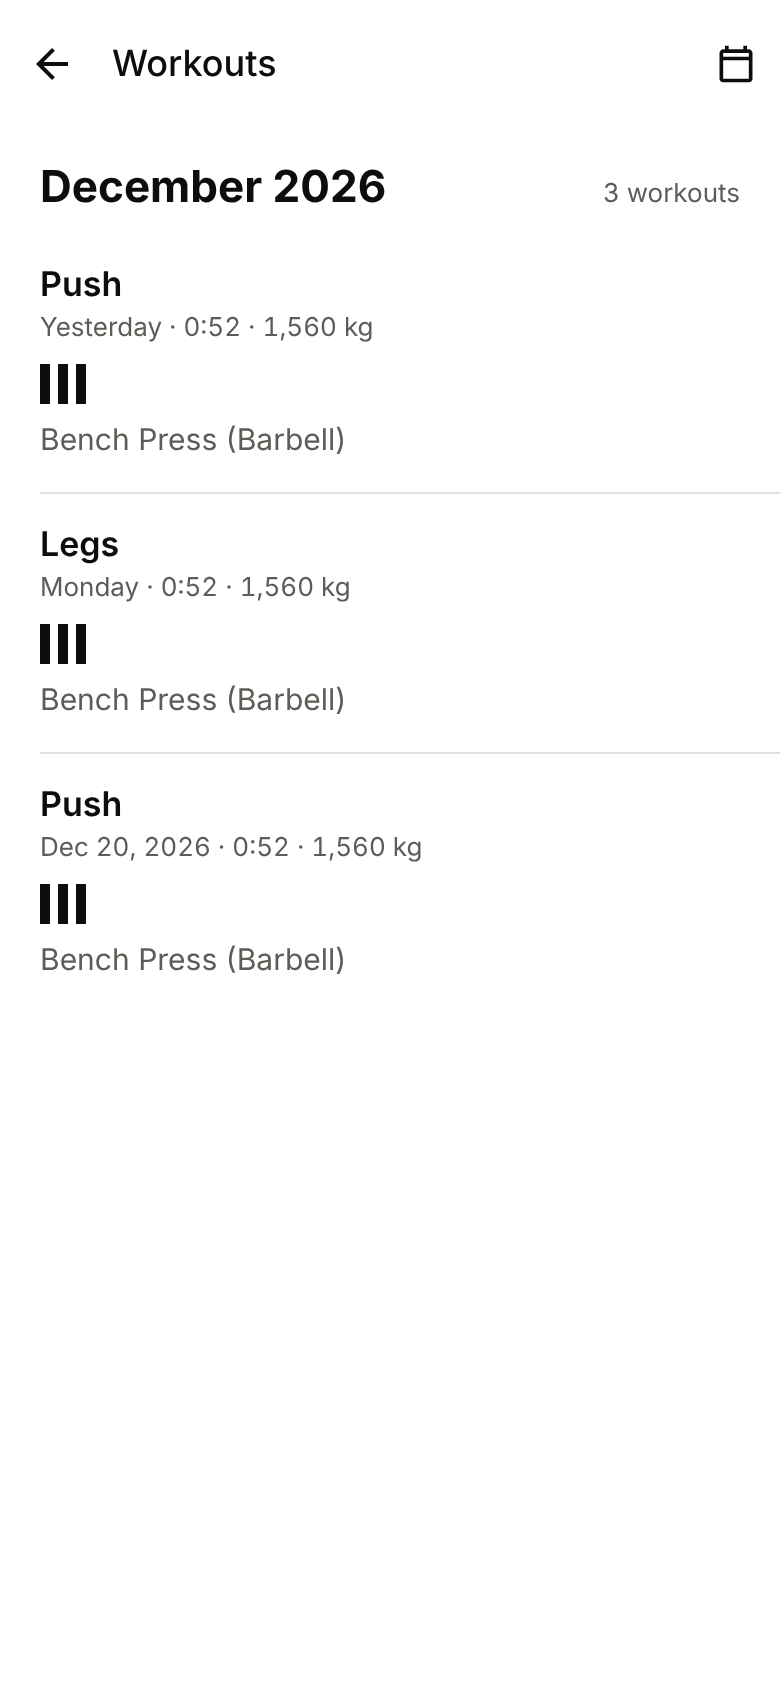 Workouts
December 2026
3 workouts
Push
Yesterday · 0:52 · 1,560 kg
Bench Press (Barbell)
Legs
Monday · 0:52 · 1,560 kg
Bench Press (Barbell)
Push
Dec 20, 2026 · 0:52 · 1,560 kg
Bench Press (Barbell)